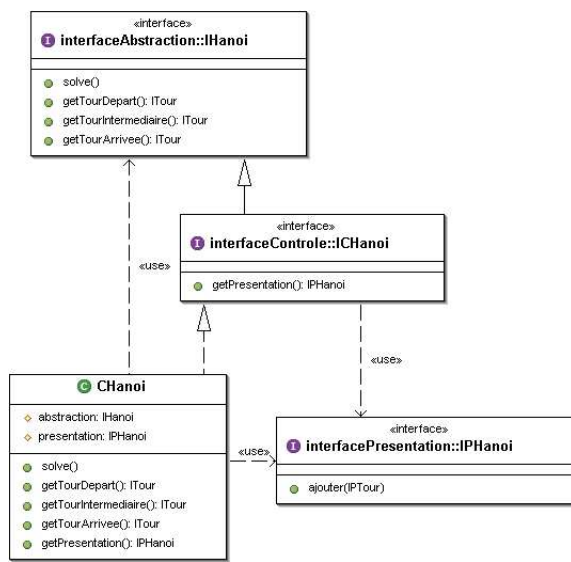 «interface»
I interfaceAbstraction::IHanoi
solve()
getTourDepart(): ITour
getTourIntermediaire(): ITour
getTourArrivee(): ITour
«interface»
I interfaceControle::ICHanoi
getPresentation(): IPHanoi
«use»
«use»
C CHanoi
abstraction: IHanoi
presentation: IPHanoi
solve()
getTourDepart(): ITour
getTourIntermediaire(): ITour
getTourArrivee(): ITour
getPresentation(): IPHanoi
«use»
«interface»
I interfacePresentation::IPHanoi
ajouter(IPTour)